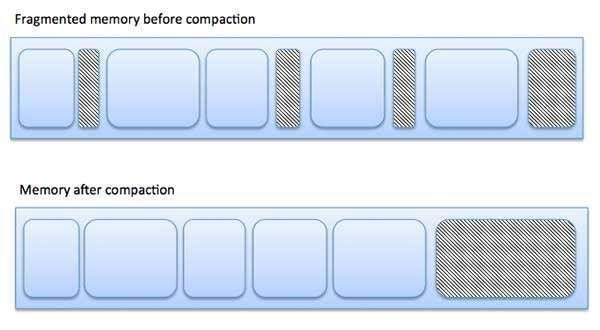 Fragmented memory before compaction
Memory after compaction